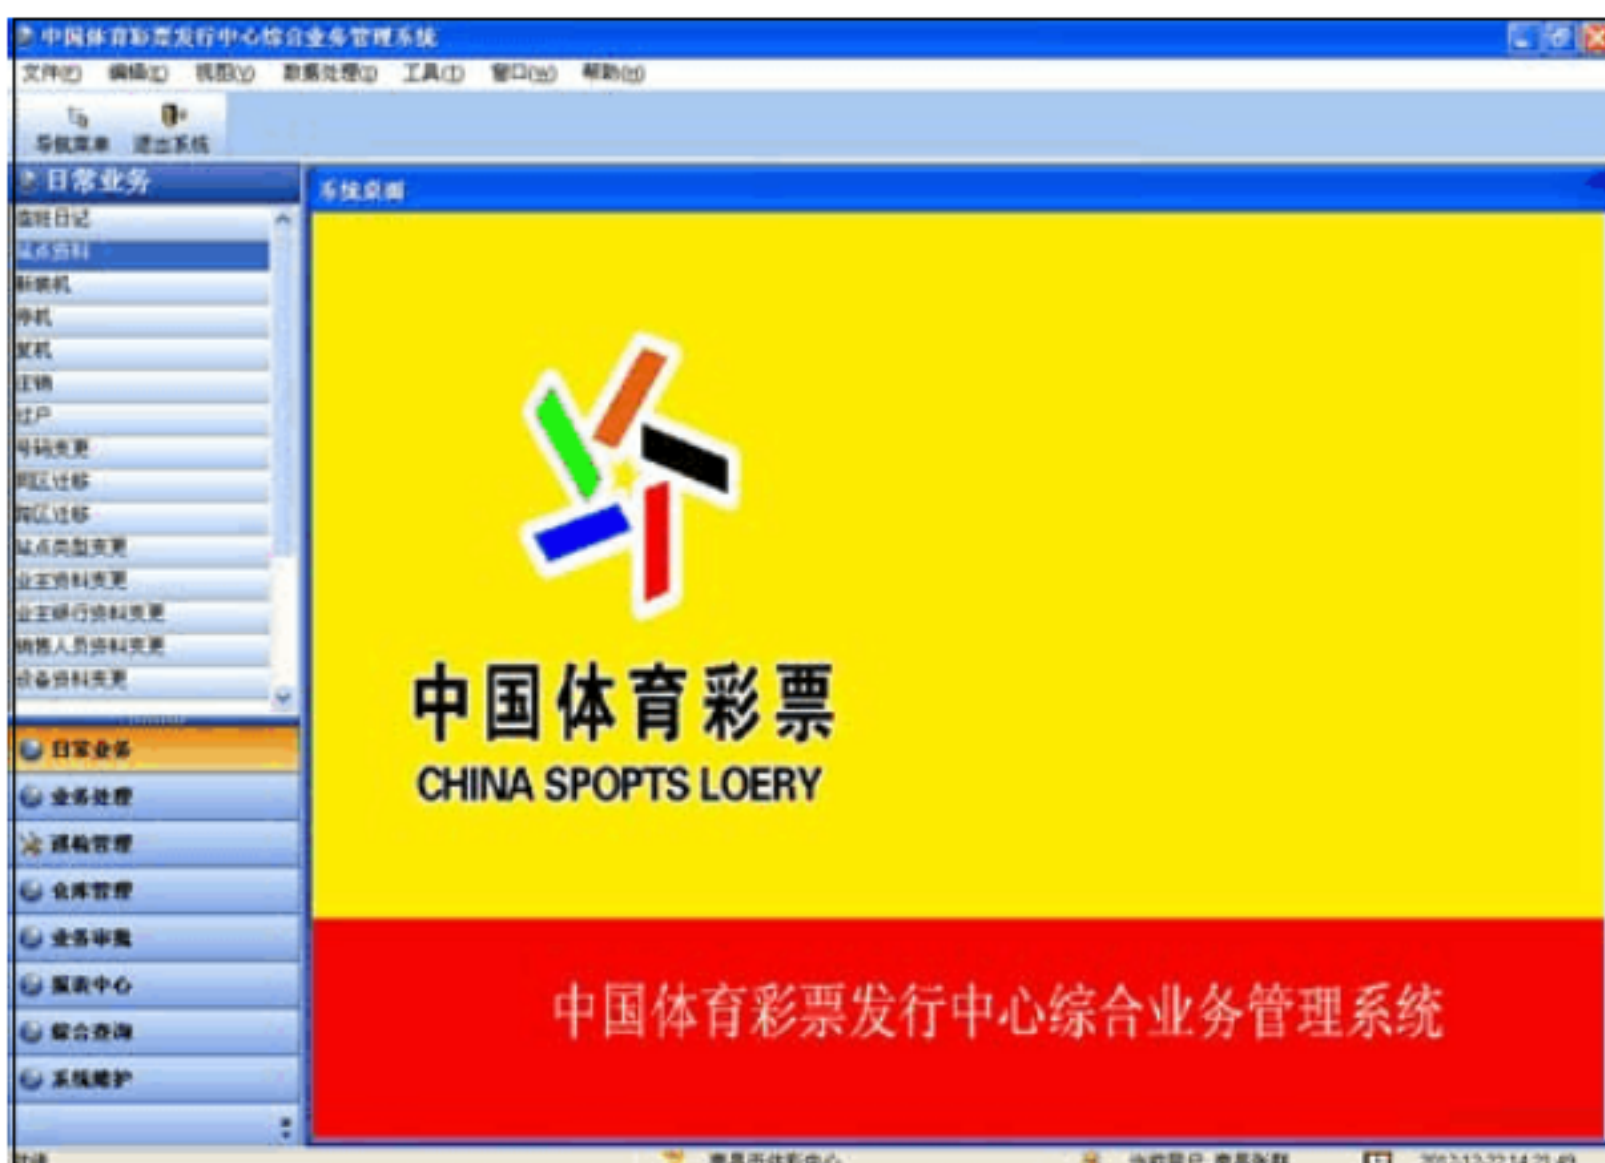 中国体育彩票发行中心综合业务管理系统
文件(F) 编辑(E) 视图(V) 数据处理(D) 工具(T) 窗口(W) 帮助(H)
导航菜单 退出系统
日常业务
系统桌面
值班日记
站点资料
新装机
停机
复机
注销
过户
号码变更
同区迁移
跨区迁移
站点类型变更
业主资料变更
业主银行资料变更
销售人员资料变更
设备资料变更
日常业务
业务处理
巡检管理
仓库管理
业务审批
报表中心
综合查询
系统维护
中国体育彩票
CHINA SPOPTS LOERY
中国体育彩票发行中心综合业务管理系统